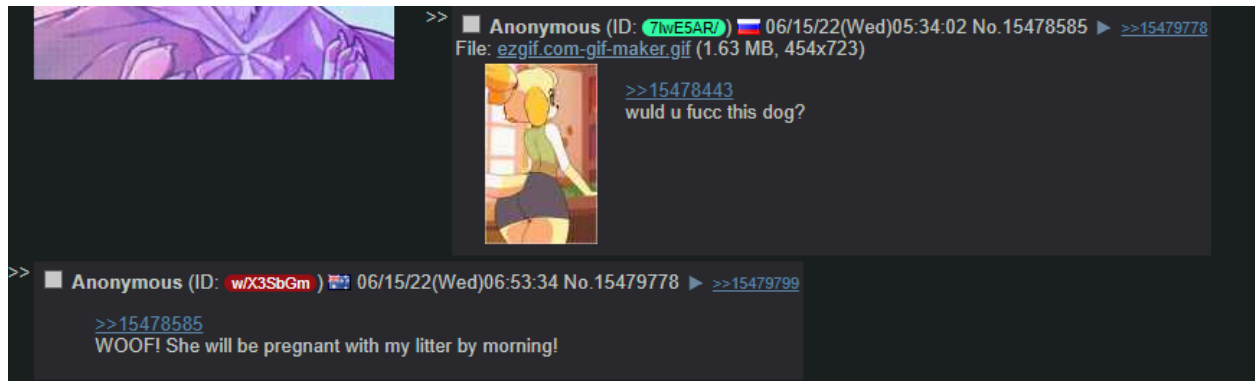 >> Anonymous (ID: 7IwE5AR/) 06/15/22(Wed)05:34:02 No.15478585 ▶ >>15479778
File: ezgif.com-gif-maker.gif (1.63 MB, 454x723)
>>15478443
wuld u fucc this dog?
>> Anonymous (ID: w/X3SbGm) 06/15/22(Wed)06:53:34 No.15479778 ▶ >>15479799
>>15478585
WOOF! She will be pregnant with my litter by morning!